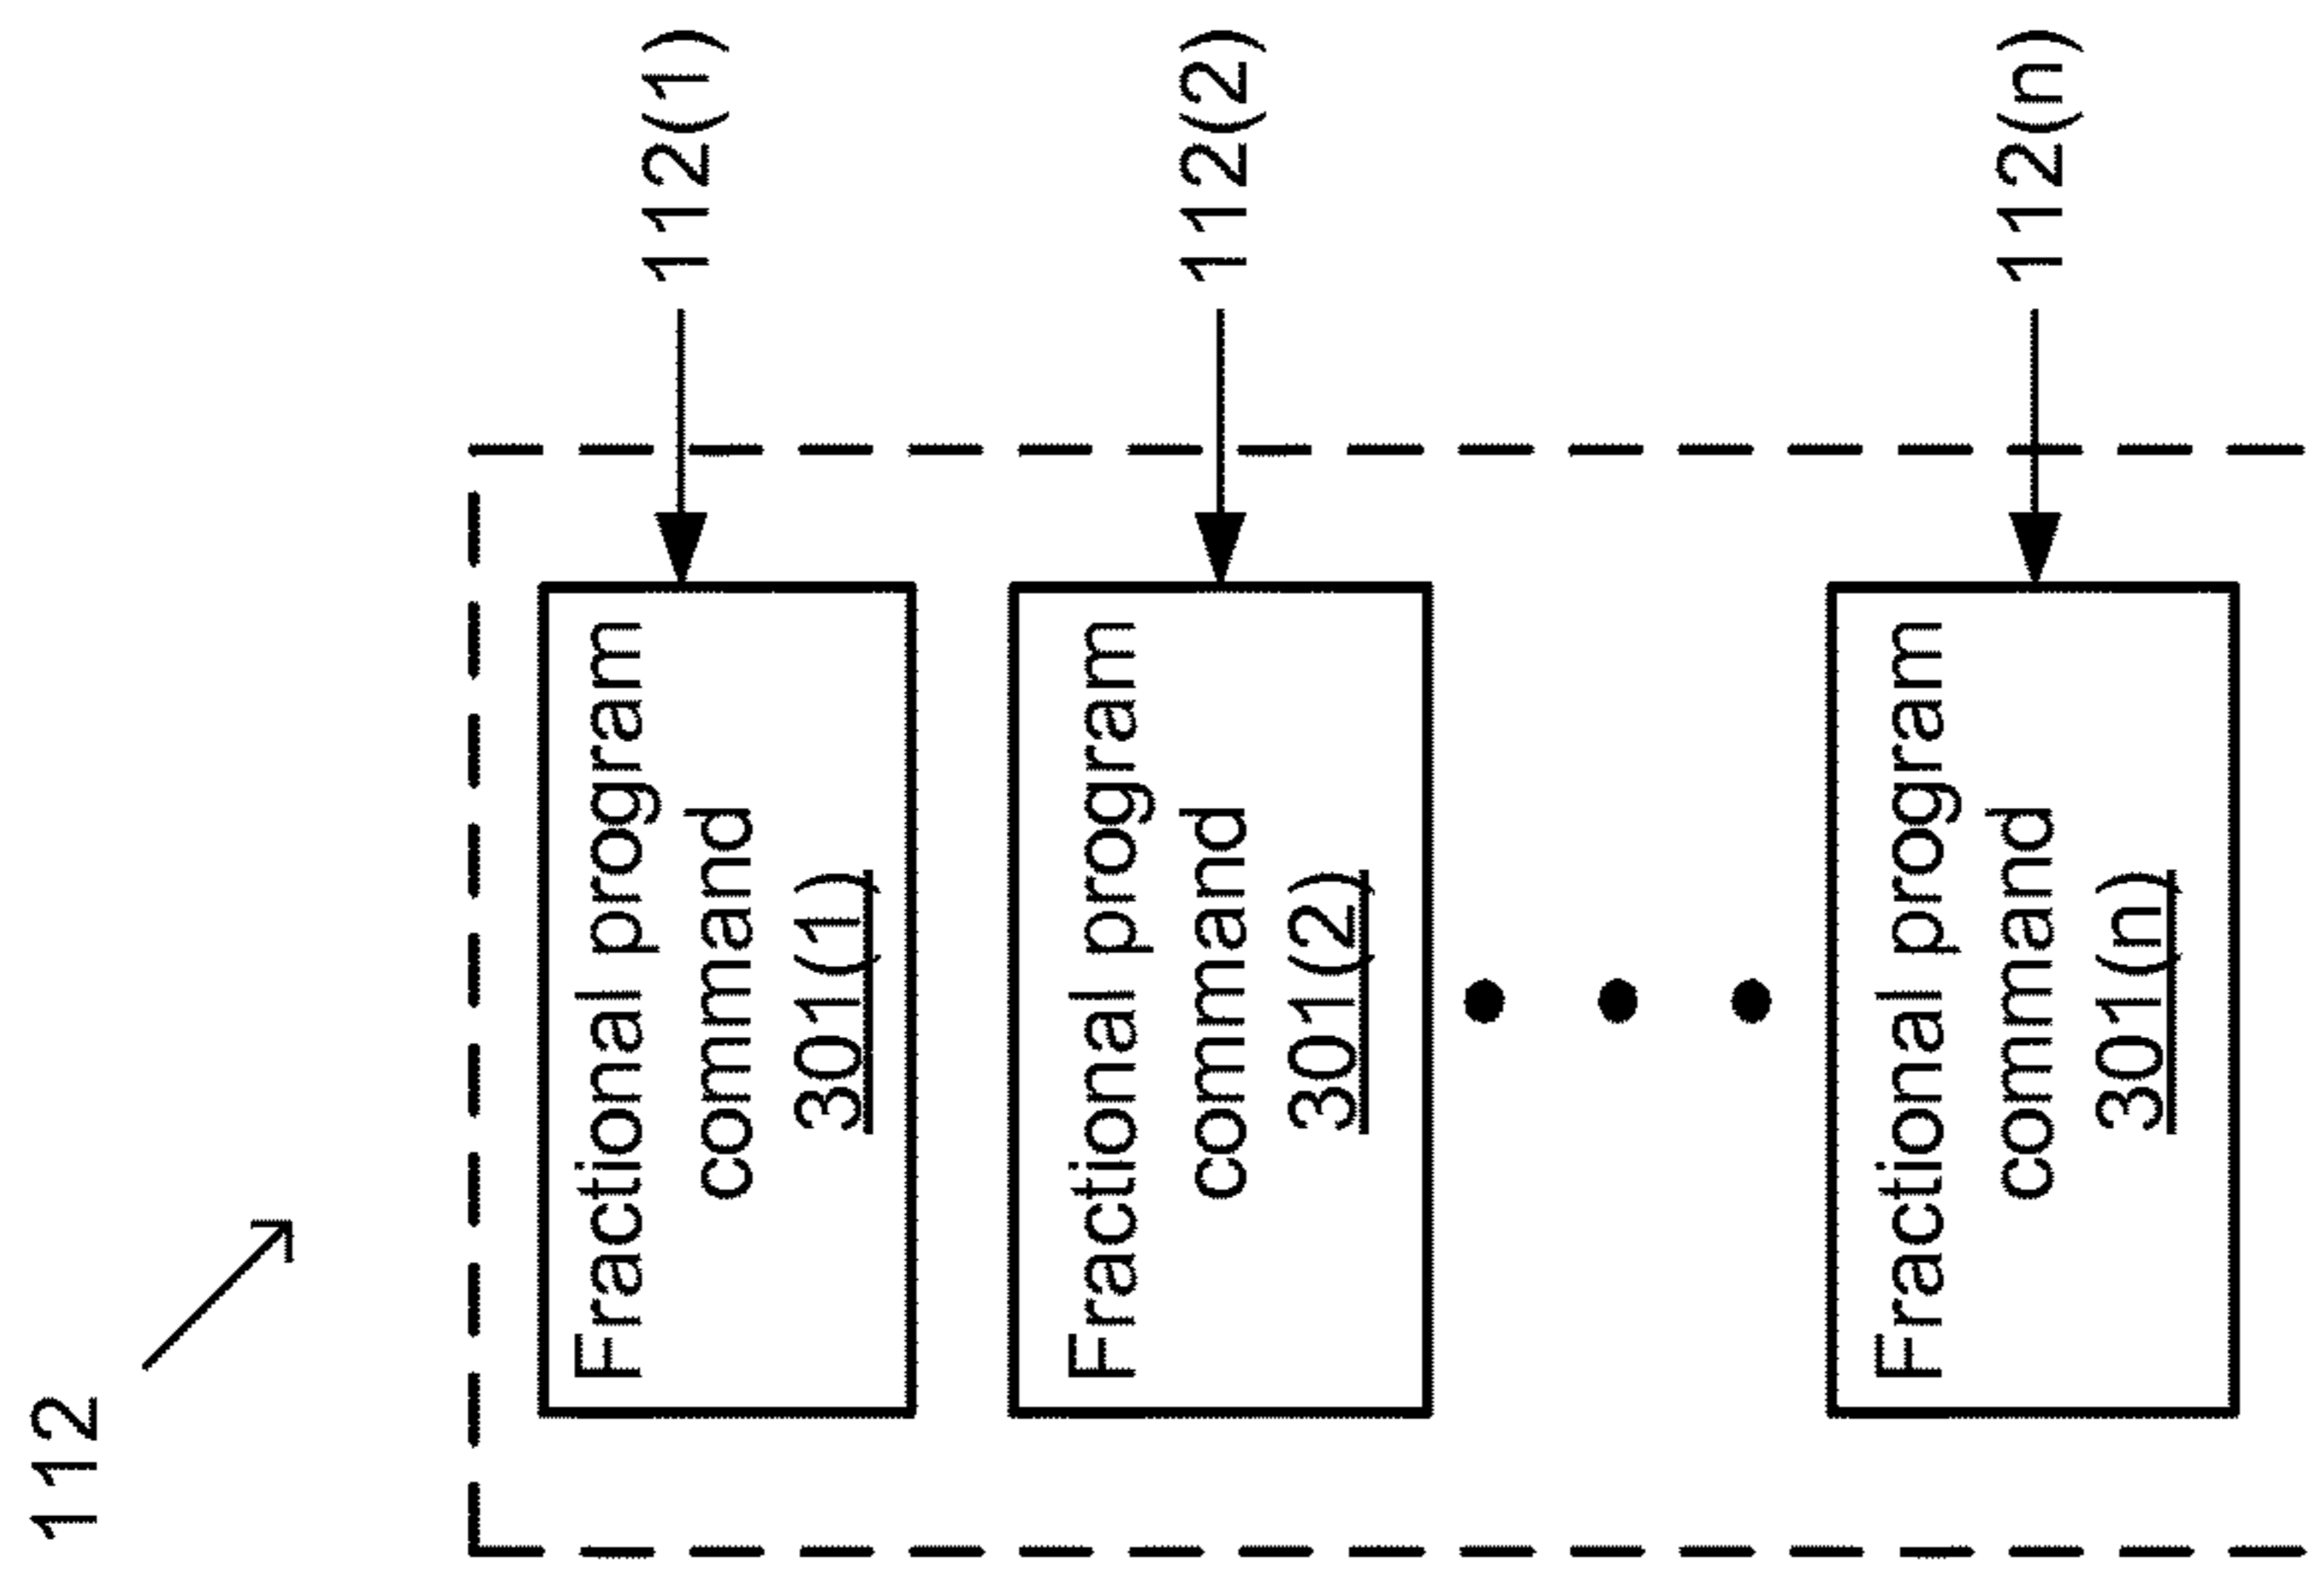 112
Fractional program
command
301(1)
112(1)
Fractional program
command
301(2)
112(2)
Fractional program
command
301(n)
112(n)